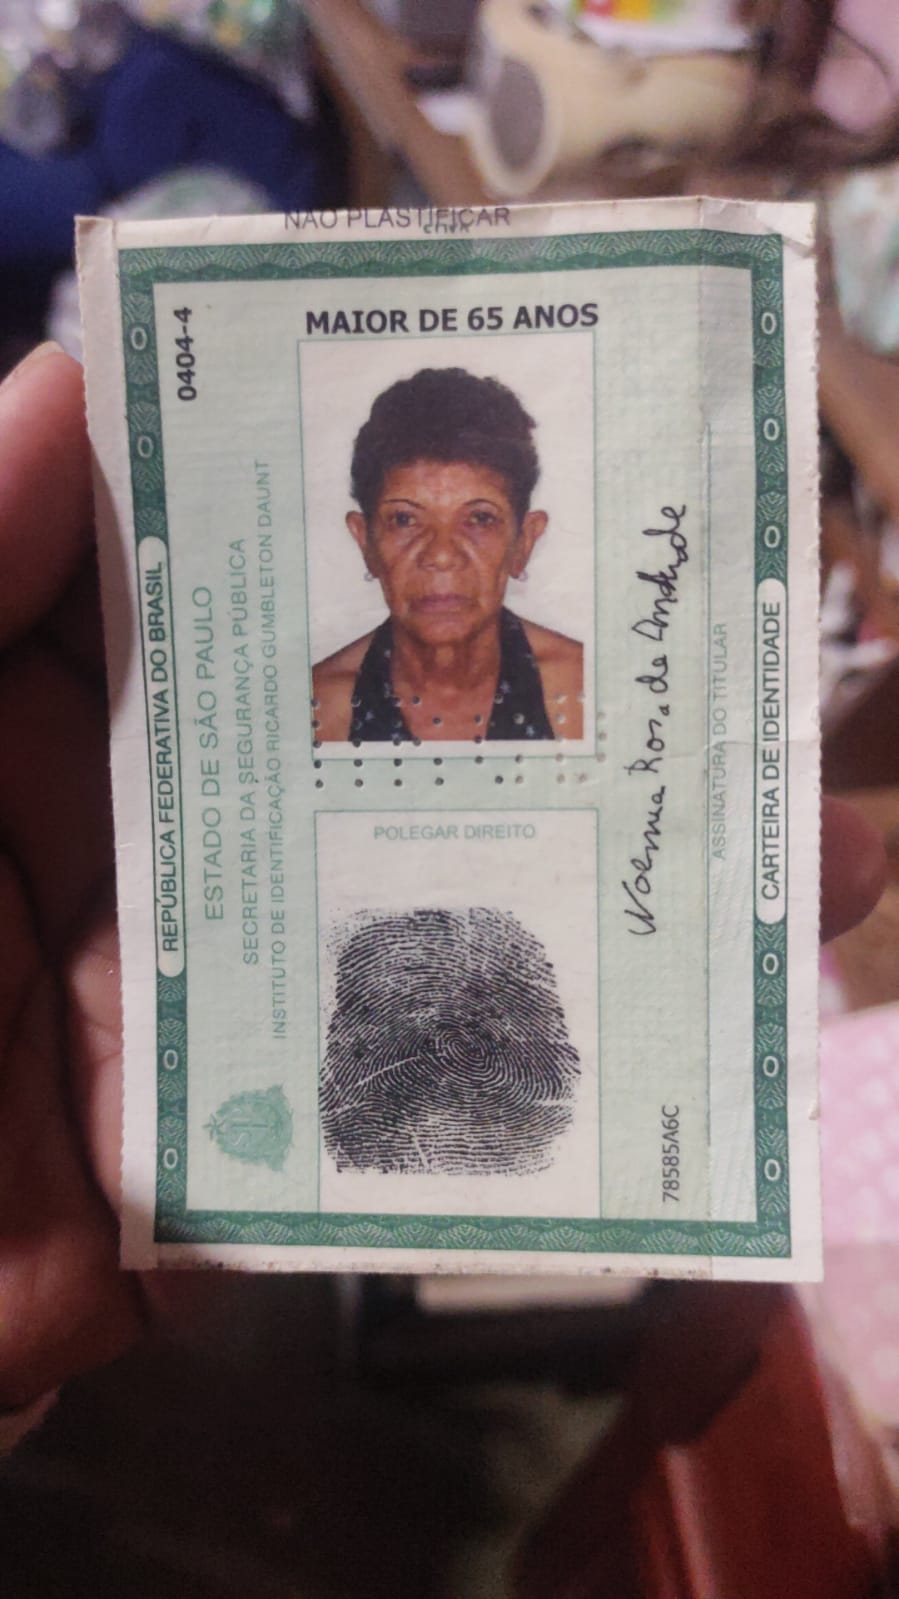 NÃO PLASTIFICAR
REPÚBLICA FEDERATIVA DO BRASIL
ESTADO DE SÃO PAULO
SECRETARIA DA SEGURANÇA PÚBLICA
INSTITUTO DE IDENTIFICAÇÃO RICARDO GUMBLETON DAUNT
0404-4
MAIOR DE 65 ANOS
POLEGAR DIREITO
Rosa de Andrade
78585A6C
ASSINATURA DO TITULAR
CARTEIRA DE IDENTIDADE